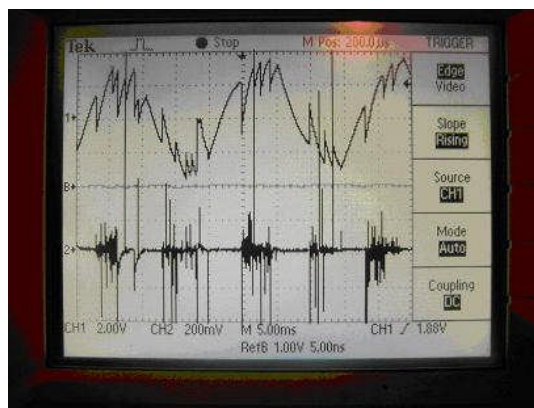 Tek Stop M Pos: 200.0µs TRIGGER
Edge
Video
Slope
Rising
Source
CH1
Mode
Auto
Coupling
DC
1
B
2
CH1 2.00V CH2 200mV M 5.00ms CH1 / 1.88V
RefB 1.00V 5.00ns